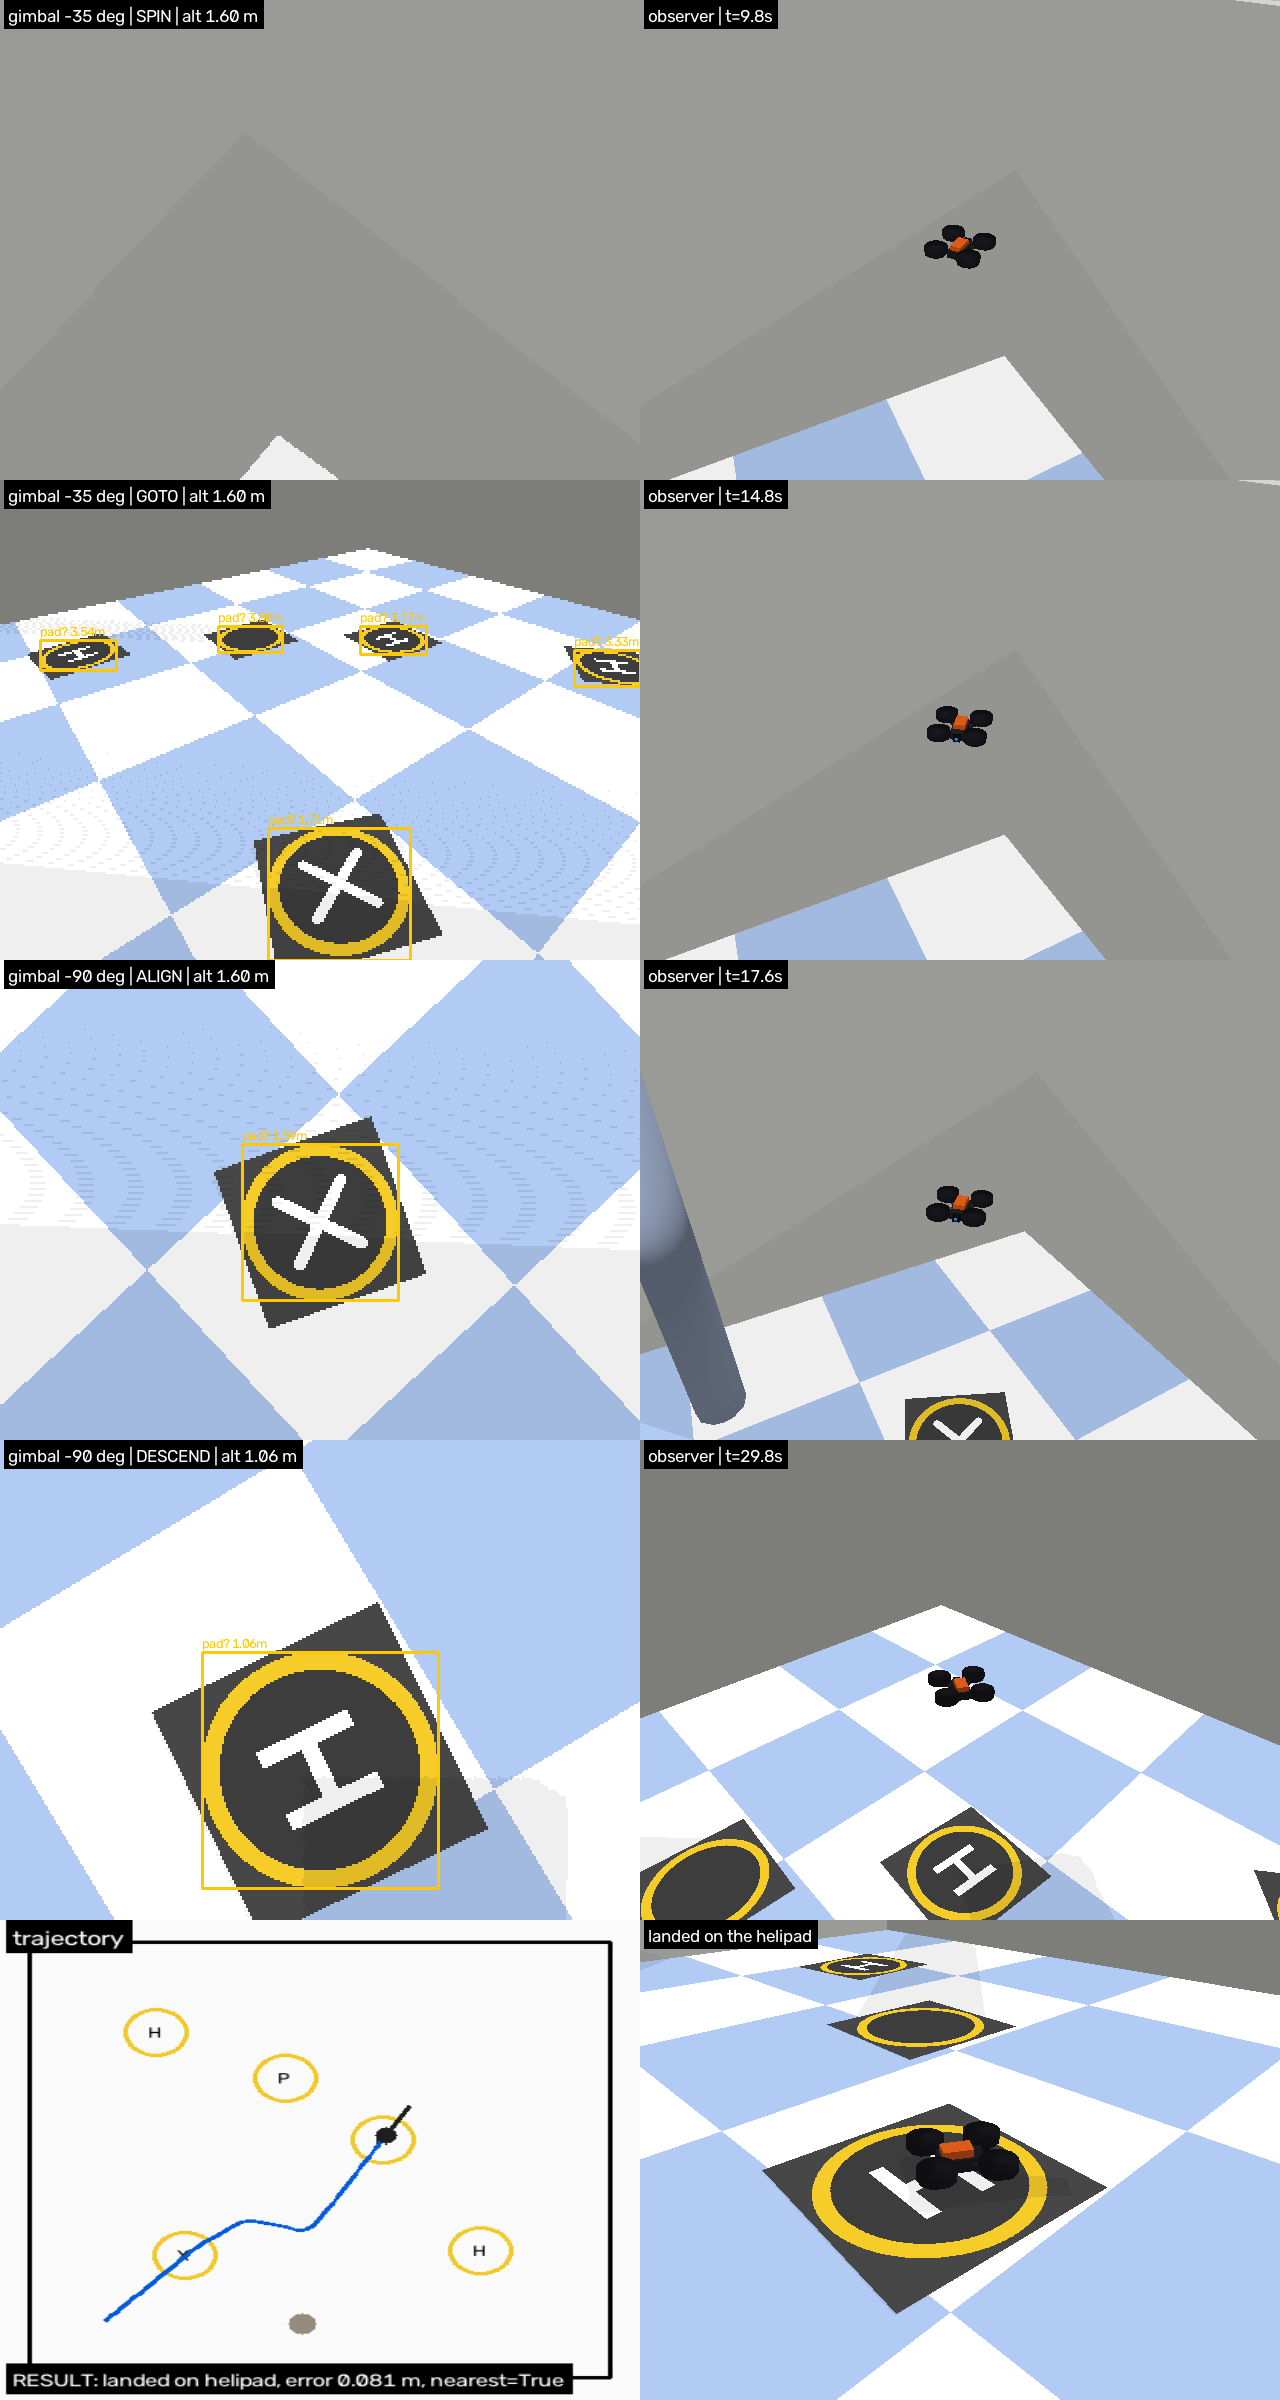 gimbal -35 deg | SPIN | alt 1.60 m
observer | t=9.8s
gimbal -35 deg | GOTO | alt 1.60 m
observer | t=14.8s
pad? 3.54m
pad? 3.33m
H
H
H
X
gimbal -90 deg | ALIGN | alt 1.60 m
observer | t=17.6s
X
X
gimbal -90 deg | DESCEND | alt 1.06 m
observer | t=29.8s
pad? 1.06m
H
H
trajectory
landed on the helipad
H
H
P
X
H
H
RESULT: landed on helipad, error 0.081 m, nearest=True